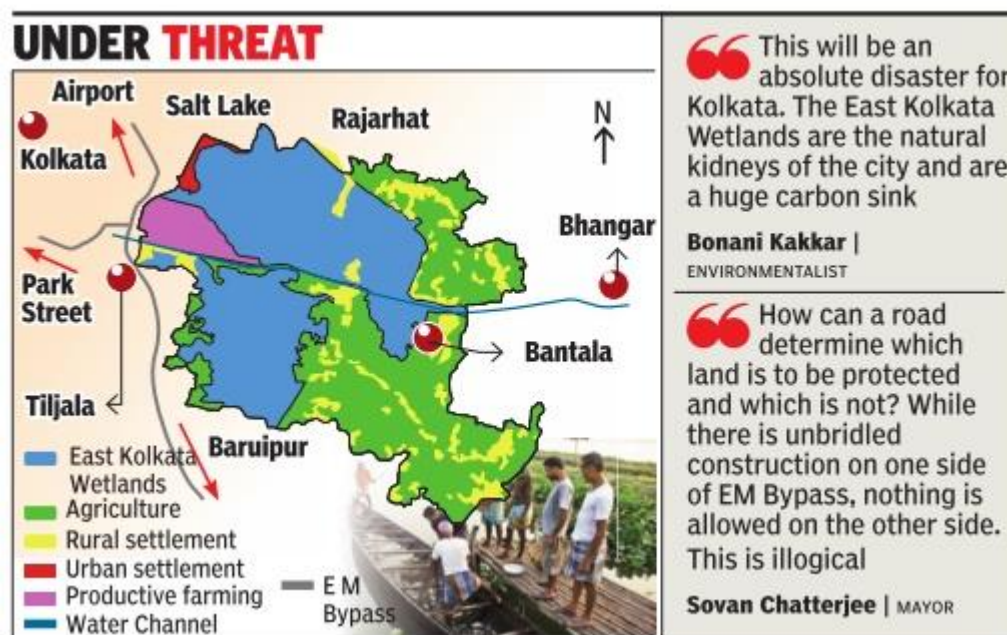 UNDER THREAT
Airport
Salt Lake
Rajarhat
N
Kolkata
Bhangar
Park
Street
Bantala
Tiljala
Baruipur
East Kolkata
Wetlands
Agriculture
Rural settlement
Urban settlement
Productive farming
Water Channel
E M
Bypass
This will be an
absolute disaster for
Kolkata. The East Kolkata
Wetlands are the natural
kidneys of the city and are
a huge carbon sink
Bonani Kakkar |
ENVIRONMENTALIST
How can a road
determine which
land is to be protected
and which is not? While
there is unbridled
construction on one side
of EM Bypass, nothing is
allowed on the other side.
This is illogical
Sovan Chatterjee | MAYOR